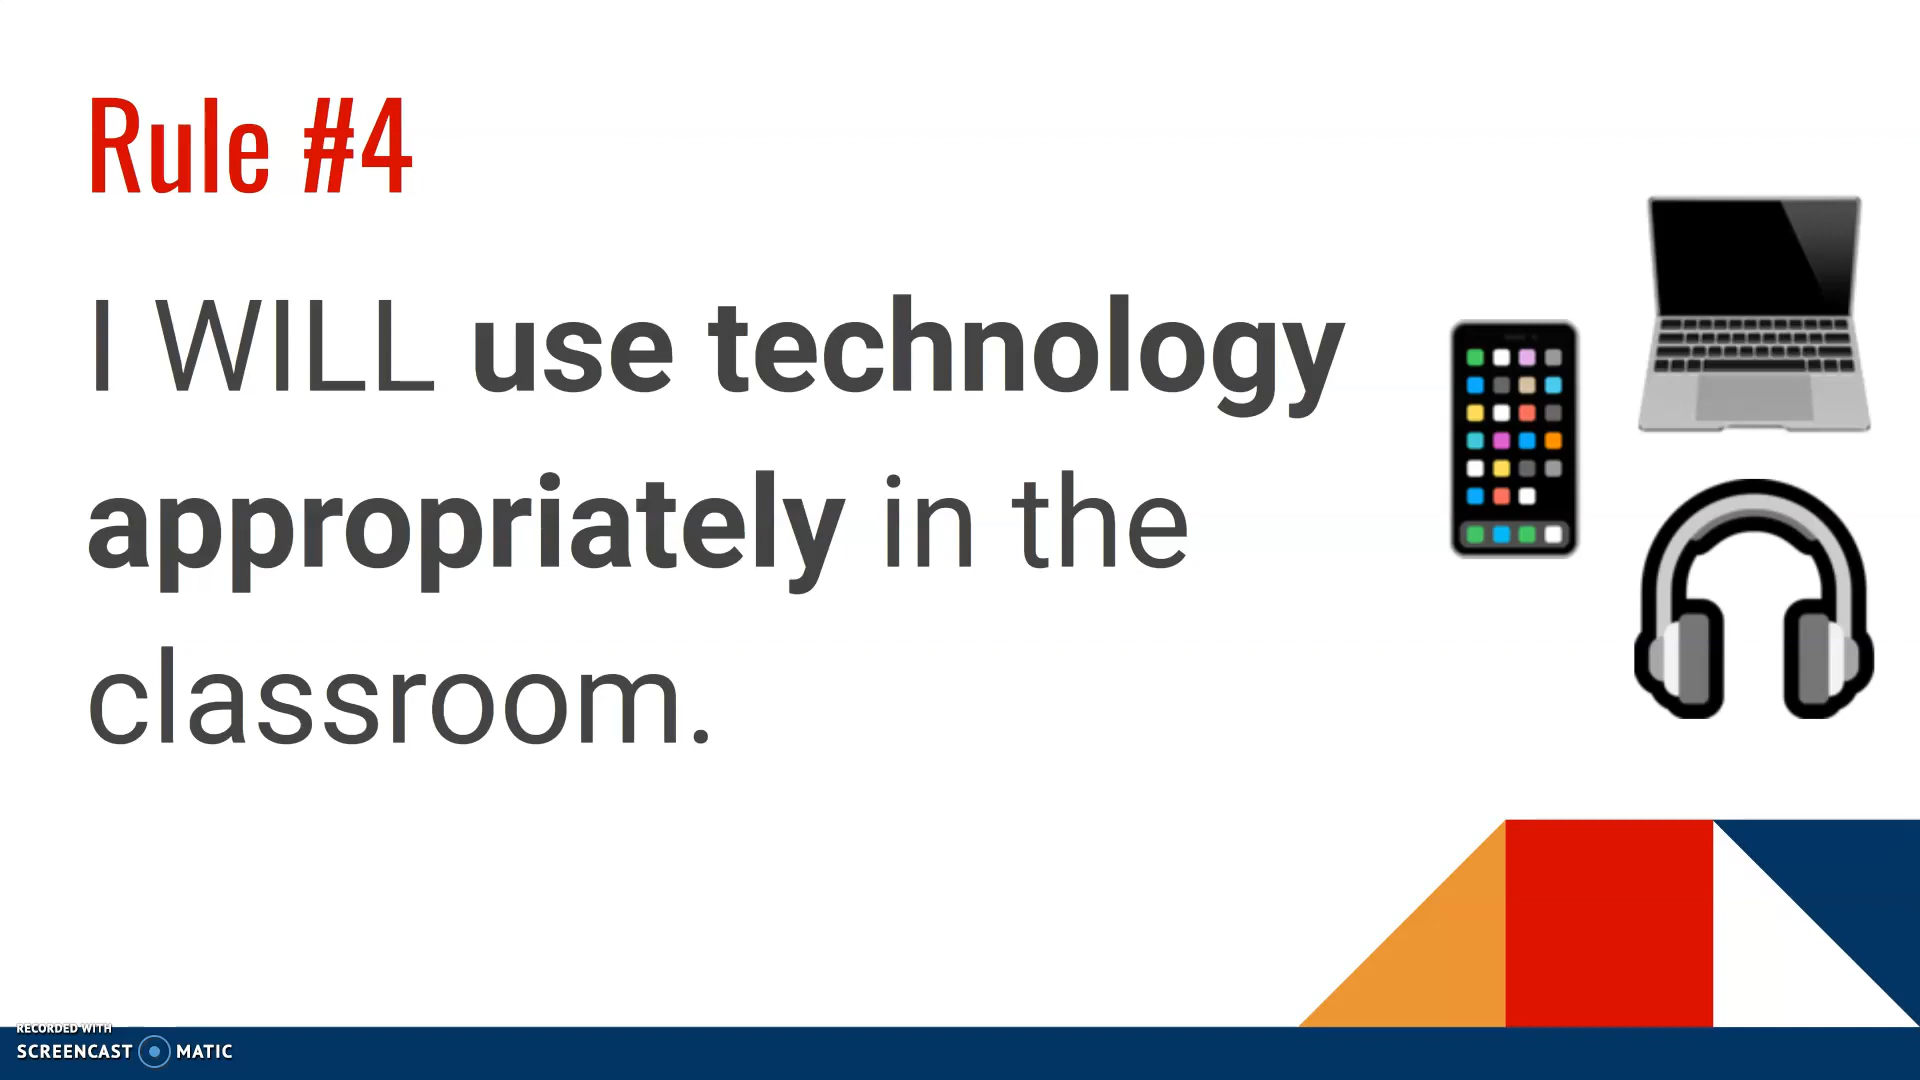 Rule #4
I WILL use technology
appropriately in the
classroom.
RECORDED WITH
SCREENCAST MATIC